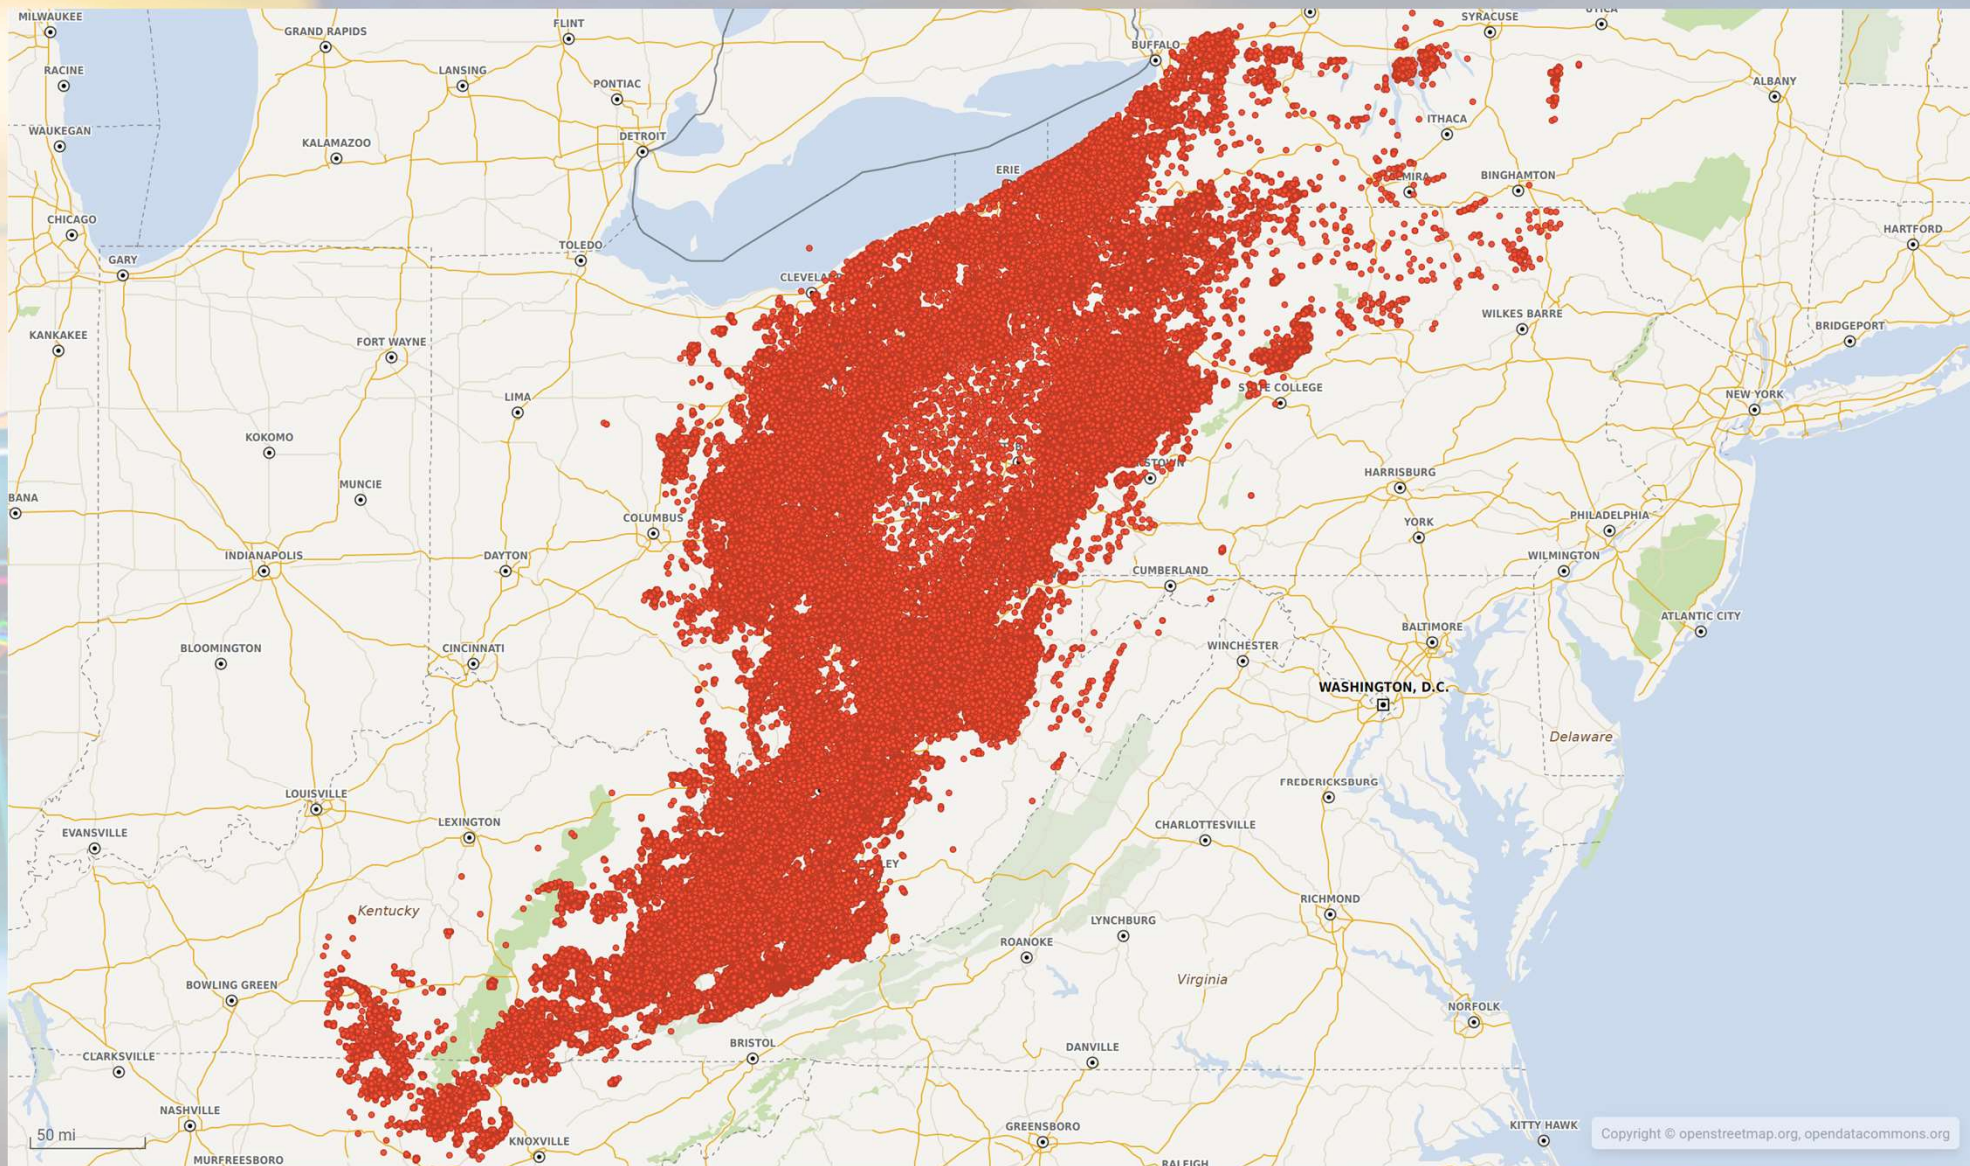 MILWAUKEE
GRAND RAPIDS
FLINT
SYRACUSE
UTICA
BUFFALO
RACINE
LANSING
PONTIAC
ALBANY
WAUKEGAN
KALAMAZOO
DETROIT
ITHACA
ERIE
BINGHAMTON
CHICAGO
HARTFORD
TOLEDO
GARY
CLEVELA
WILKES BARRE
BRIDGEPORT
KANKAKEE
FORT WAYNE
LIMA
COLLEGE
NEW YORK
KOKOMO
STOWN
HARRISBURG
MUNCIE
BANA
COLUMBUS
YORK
PHILADELPHIA
INDIANAPOLIS
DAYTON
WILMINGTON
CUMBERLAND
ATLANTIC CITY
BALTIMORE
BLOOMINGTON
CINCINNATI
WINCHESTER
WASHINGTON, D.C.
Delaware
FREDERICKSBURG
LOUISVILLE
LEXINGTON
CHARLOTTESVILLE
EVANSVILLE
LEY
RICHMOND
Kentucky
LYNCHBURG
ROANOKE
Virginia
BOWLING GREEN
NORFOLK
BRISTOL
DANVILLE
CLARKSVILLE
NASHVILLE
KNOXVILLE
GREENSBORO
KITTY HAWK
50 mi
Copyright © openstreetmap.org, opendatacommons.org
MURFREESBORO
RALEIGH